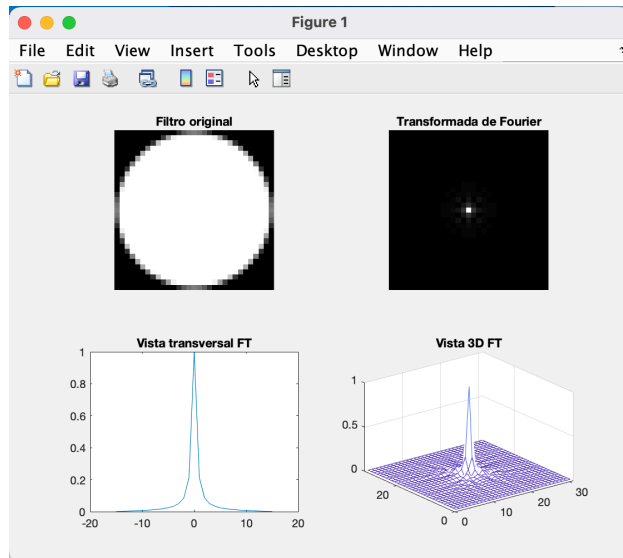 Figure 1
File Edit View Insert Tools Desktop Window Help
Filtro original
Transformada de Fourier
Vista transversal FT
1
0.8
0.6
0.4
0.2
0
-20 -10 0 10 20
Vista 3D FT
1
0.5
0
20
0
0
10
20
30